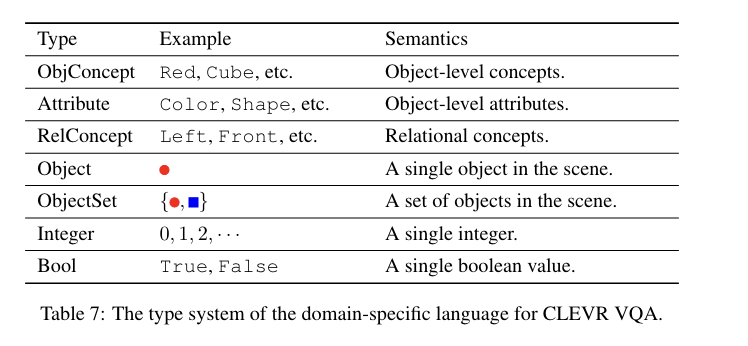 Type Example Semantics
ObjConcept Red, Cube, etc. Object-level concepts.
Attribute Color, Shape, etc. Object-level attributes.
RelConcept Left, Front, etc. Relational concepts.
Object A single object in the scene.
ObjectSet { , } A set of objects in the scene.
Integer 0, 1, 2, ··· A single integer.
Bool True, False A single boolean value.
Table 7: The type system of the domain-specific language for CLEVR VQA.